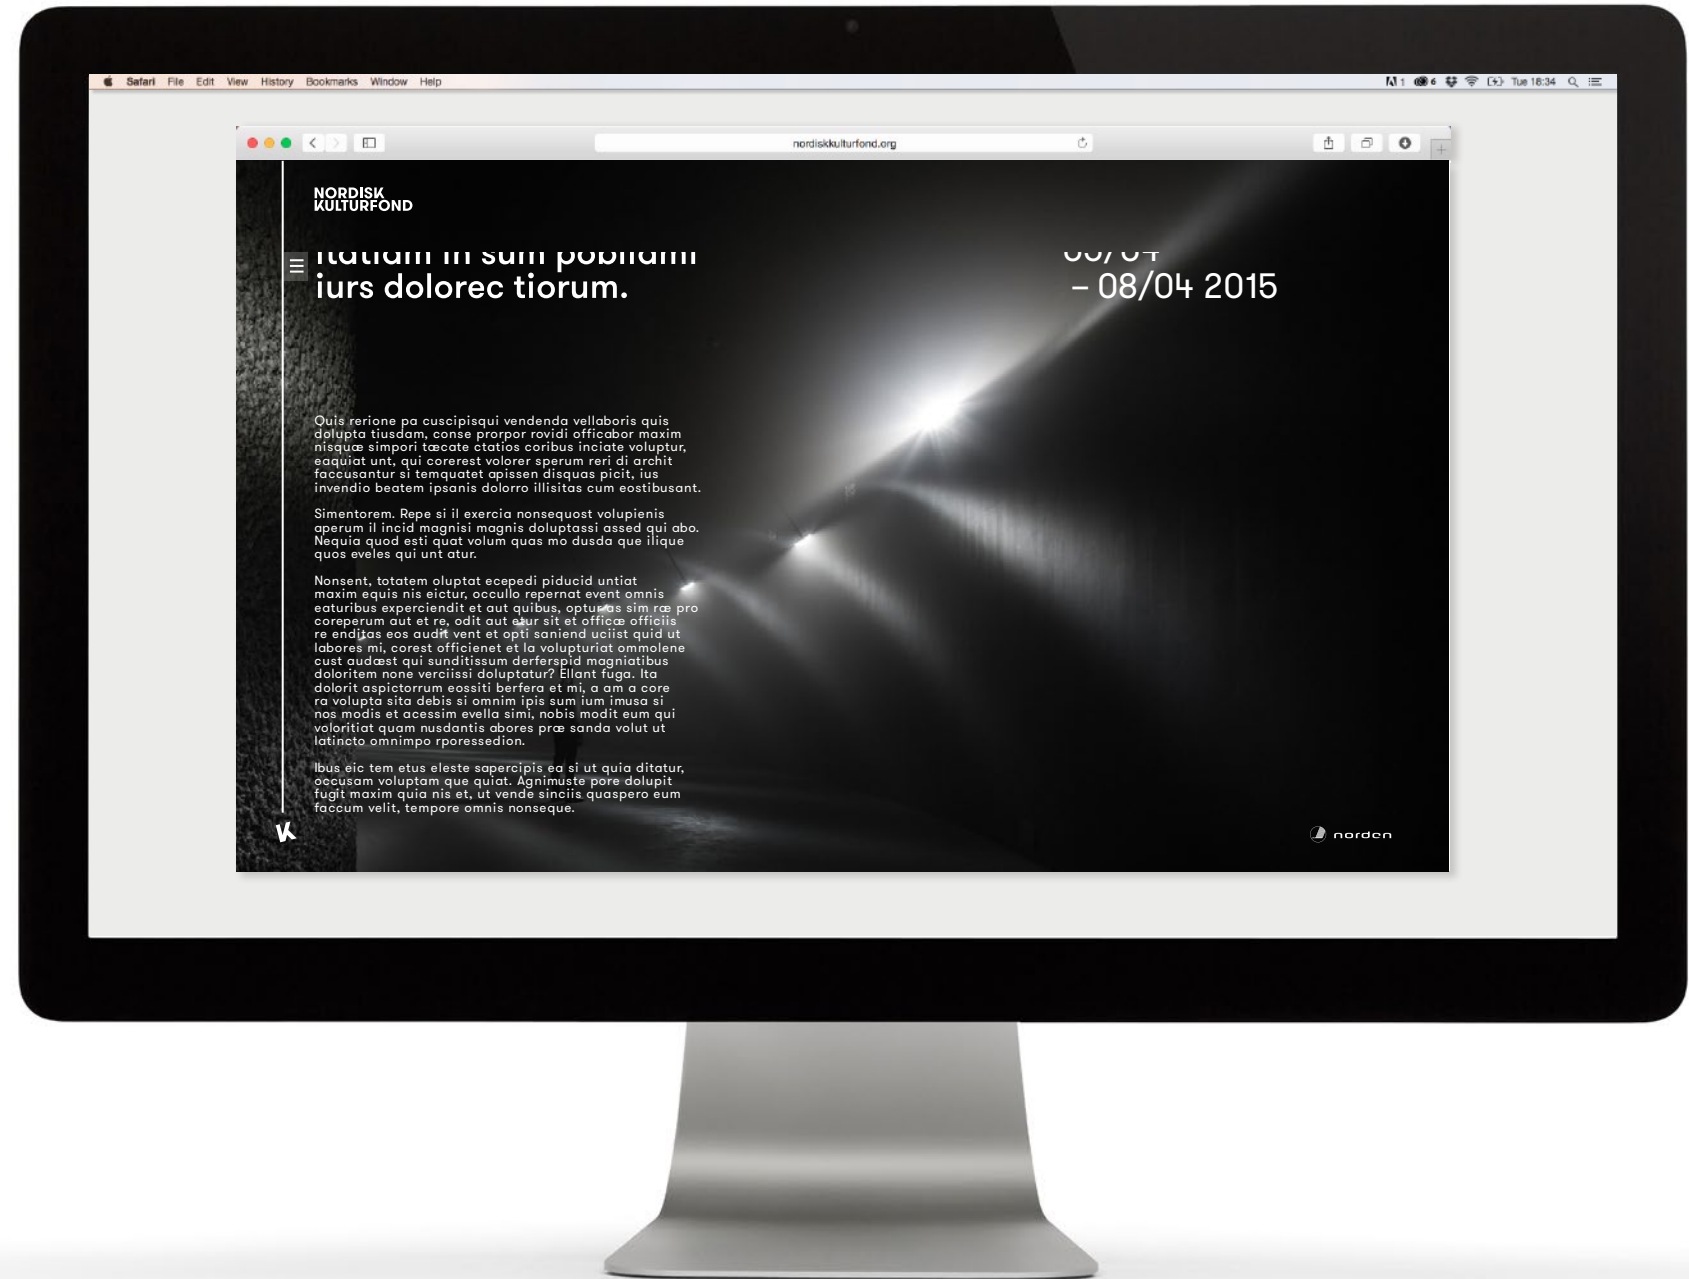 Safari File Edit View History Bookmarks Window Help
1 6 Tue 18:34
nordiskkulturfond.org
NORDISK
KULTURFOND
Itatiam in sum pobliami
iurs dolorec tiorum.
– 08/04 2015
Quis rerione pa cuscipisqui vendenda vellaboris quis
dolupta tiusdam, conse prorpor rovidi officabor maxim
nisquæ simpori tæcate ctatios coribus inciate voluptur,
eaquiat unt, qui corerest volorer sperum reri di archit
faccusantur si temquatet apissen disquas picit, ius
invendio beatem ipsanis dolorro illisitas cum eostibusant.
Simentorem. Repe si il exercia nonsequost volupienis
aperum il incid magnisi magnis doluptassi assed qui abo.
Nequia quod esti quat volum quas mo dusda que ilique
quos eveles qui unt atur.
Nonsent, totatem oluptat ecepedi piducid untiat
maxim equis nis eictur, occullo repernat event omnis
eaturibus experciendit et aut quibus, optur as sim ræ pro
coreperum aut et re, odit aut etur sit et officæ officiis
re enditas eos audit vent et opti saniend uciist quid ut
labores mi, corest officienet et la volupturiat ommolene
cust audæst qui sunditissum derferspid magniatibus
doloritem none verciissi doluptatur? Ellant fuga. Ita
dolorit aspictorrum eossiti berfera et mi, a am a core
ra volupta sita debis si omnim ipis sum ium imusa si
nos modis et acessim evella simi, nobis modit eum qui
voloritiat quam nusdantis abores præ sanda volut ut
latincto omnimpo rporessedion.
Ibus eic tem etus eleste sapercipis ea si ut quia ditatur,
occusam voluptam que quiat. Agnimuste pore dolupit
fugit maxim quia nis et, ut vende sinciis quaspero eum
faccum velit, tempore omnis nonseque.
K
norden